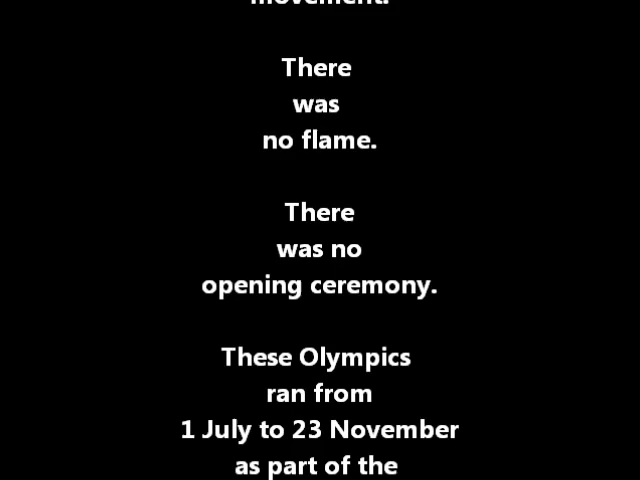 movement.
There
was
no flame.
There
was no
opening ceremony.
These Olympics
ran from
1 July to 23 November
as part of the